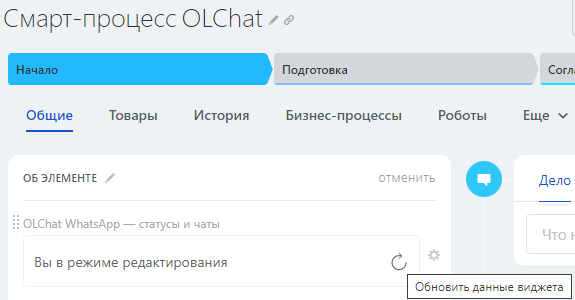 Смарт-процесс OLChat
Начало
Подготовка
Согла
Общие
Товары
История
Бизнес-процессы
Роботы
Еще
ОБ ЭЛЕМЕНТЕ
ОТМЕНИТЬ
Дело
OLChat WhatsApp — статусы и чаты
Вы в режиме редактирования
Что н
Обновить данные виджета